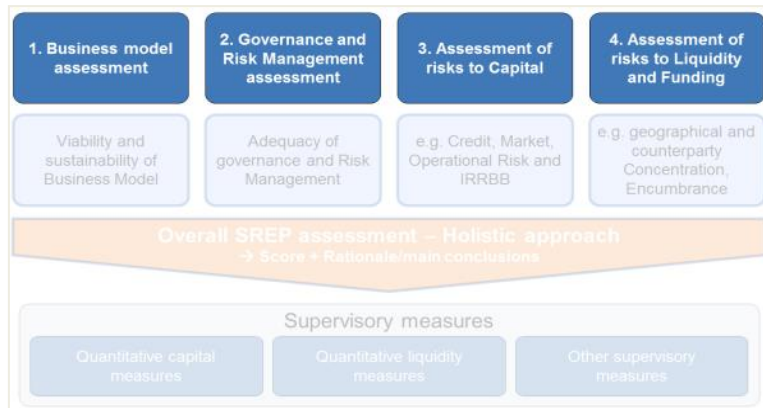 1. Business model
assessment
2. Governance and
Risk Management
assessment
3. Assessment of
risks to Capital
4. Assessment of
risks to Liquidity
and Funding
Viability and
sustainability of
Business Model
Adequacy of
governance and Risk
Management
e.g. Credit, Market,
Operational Risk and
IRRBB
e.g. geographical and
counterparty
Concentration,
Encumbrance
Overall SREP assessment – Holistic approach
→ Score + Rationale/main conclusions
Supervisory measures
Quantitative capital
measures
Quantitative liquidity
measures
Other supervisory
measures